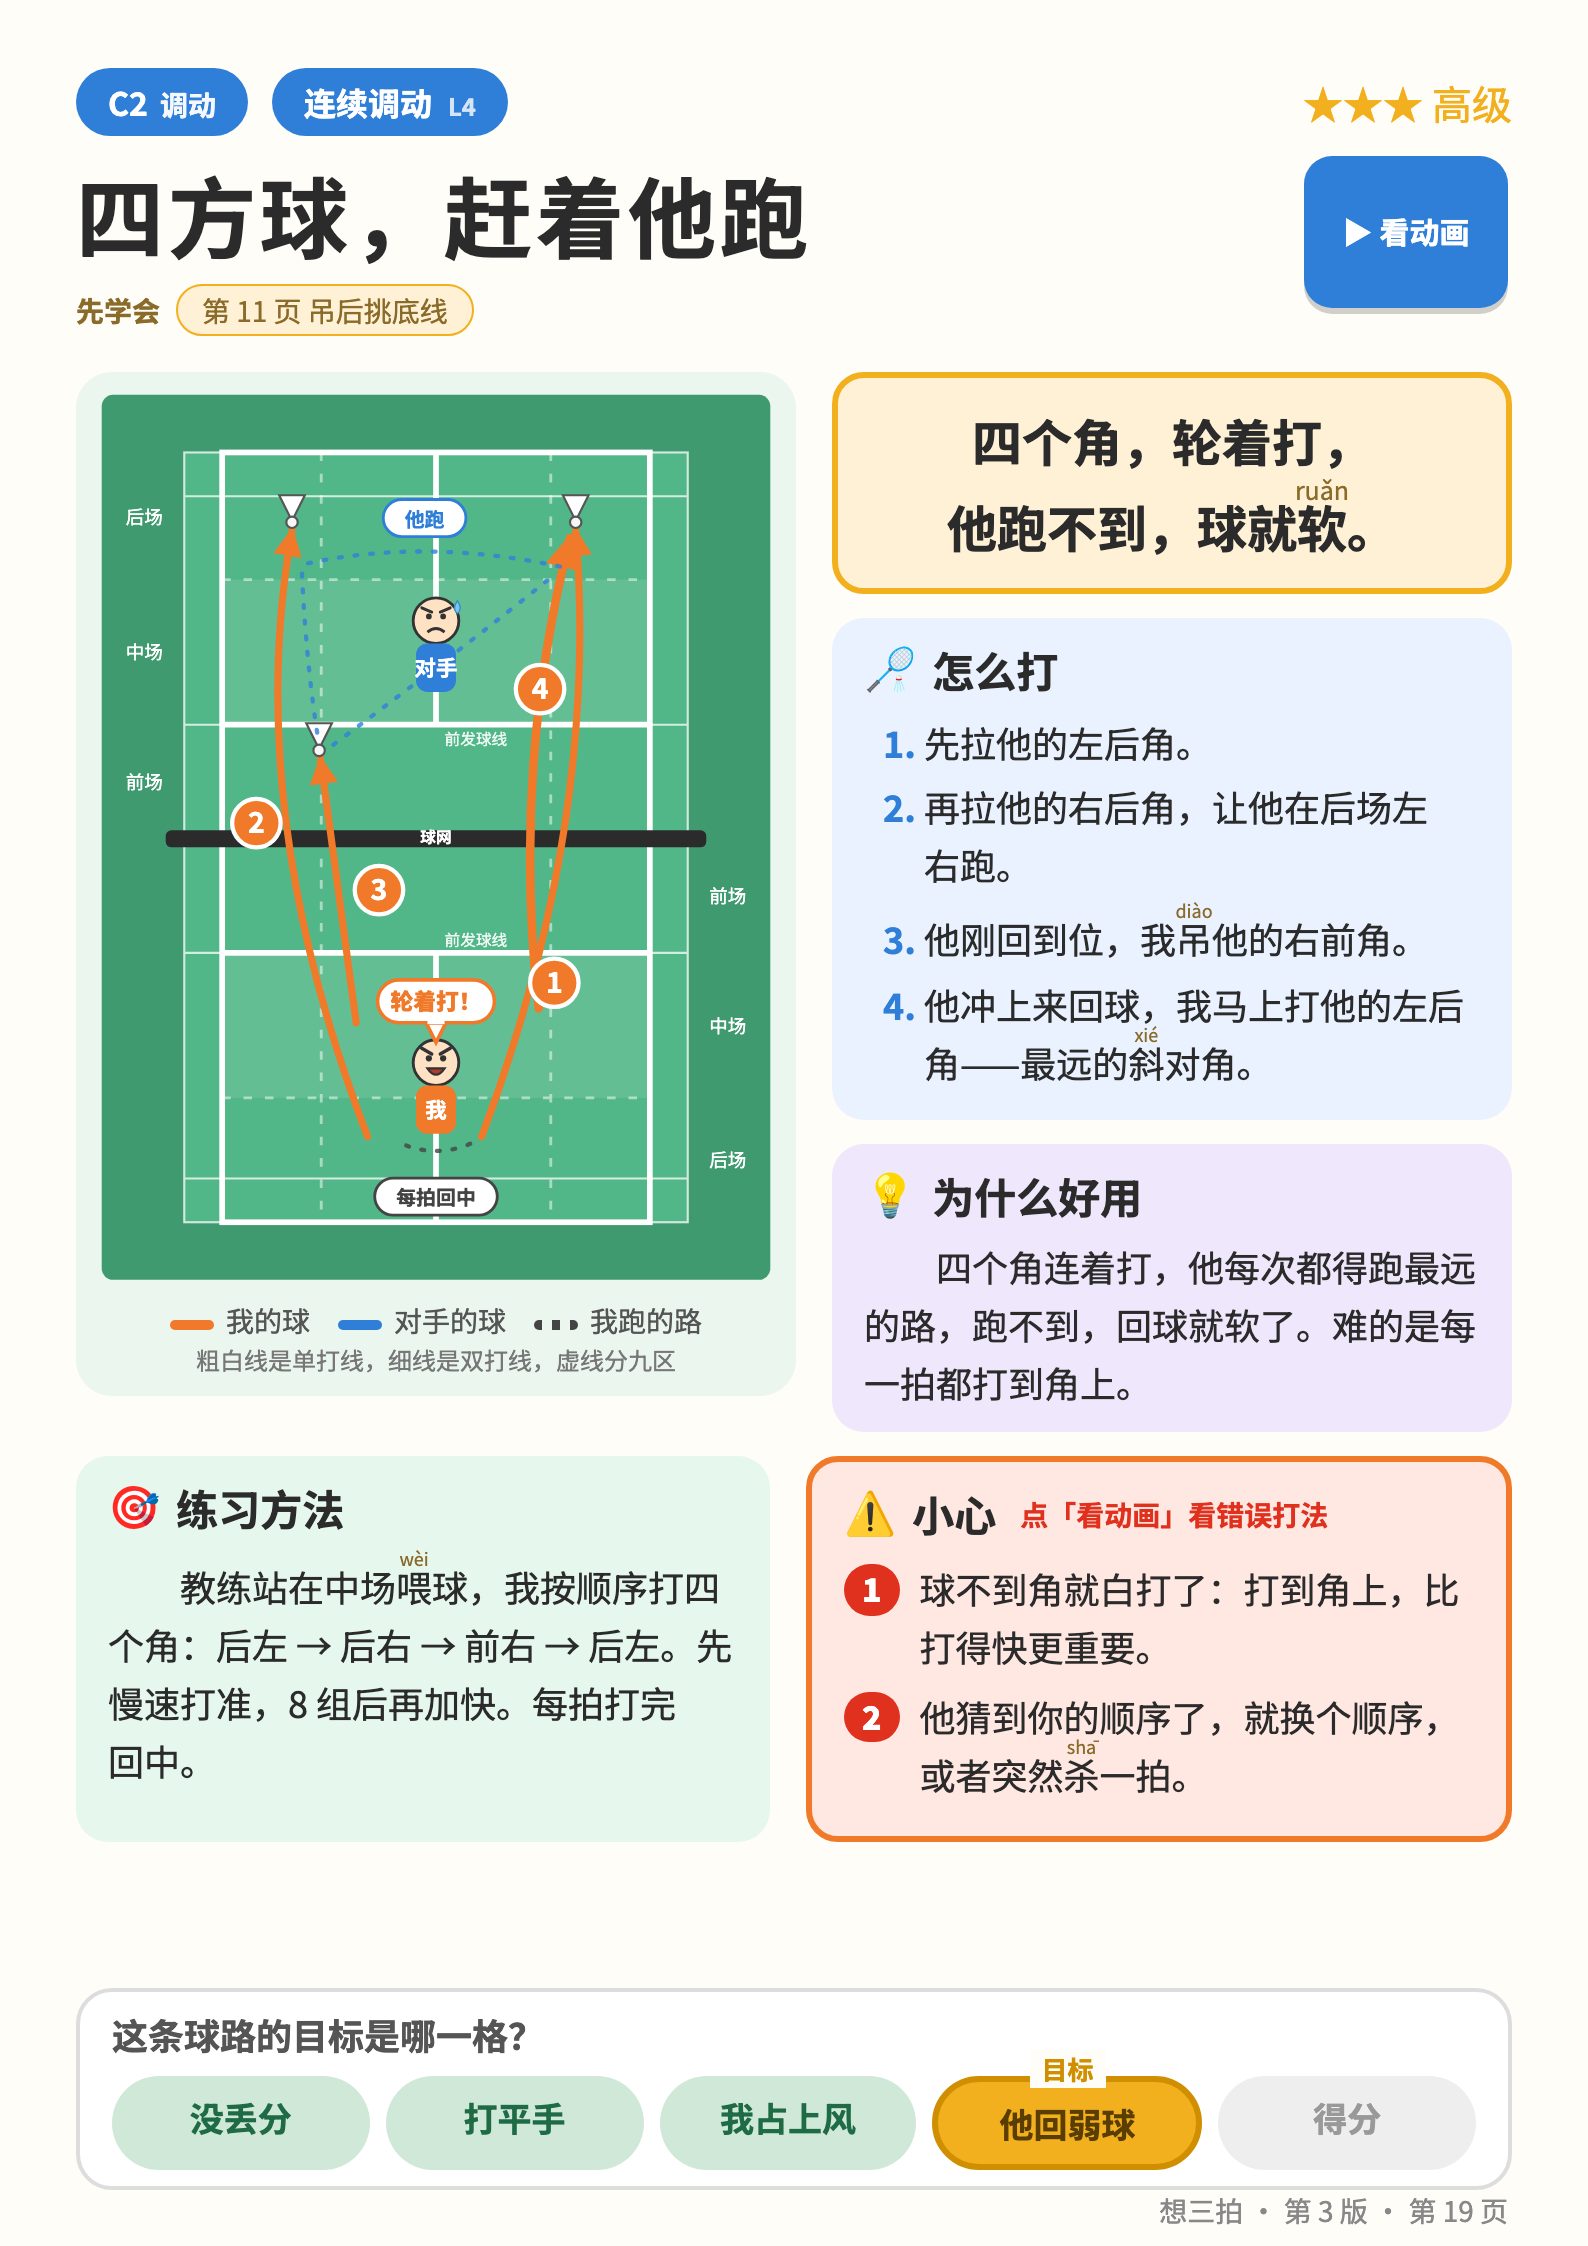 C2 调动
连续调动 L4
★★★ 高级
四方球，赶着他跑
▶ 看动画
先学会 第 11 页 吊后挑底线
后场
他跑
中场
对手
4
前发球线
前场
2
球网
3
前场
前发球线
1
轮着打！
中场
我
后场
每拍回中
我的球 对手的球 我跑的路
粗白线是单打线，细线是双打线，虚线分九区
四个角，轮着打，
ruǎn
他跑不到，球就软。
怎么打
1. 先拉他的左后角。
2. 再拉他的右后角，让他在后场左
右跑。
diào
3. 他刚回到位，我吊他的右前角。
4. 他冲上来回球，我马上打他的左后
xié
角——最远的斜对角。
为什么好用
四个角连着打，他每次都得跑最远
的路，跑不到，回球就软了。难的是每
一拍都打到角上。
练习方法
wèi
教练站在中场喂球，我按顺序打四
个角：后左 → 后右 → 前右 → 后左。先
慢速打准，8 组后再加快。每拍打完
回中。
小心 点「看动画」看错误打法
1 球不到角就白打了：打到角上，比
打得快更重要。
2 他猜到你的顺序了，就换个顺序，
shā
或者突然杀一拍。
这条球路的目标是哪一格？
目标
没丢分 打平手 我占上风 他回弱球 得分
想三拍 · 第 3 版 · 第 19 页